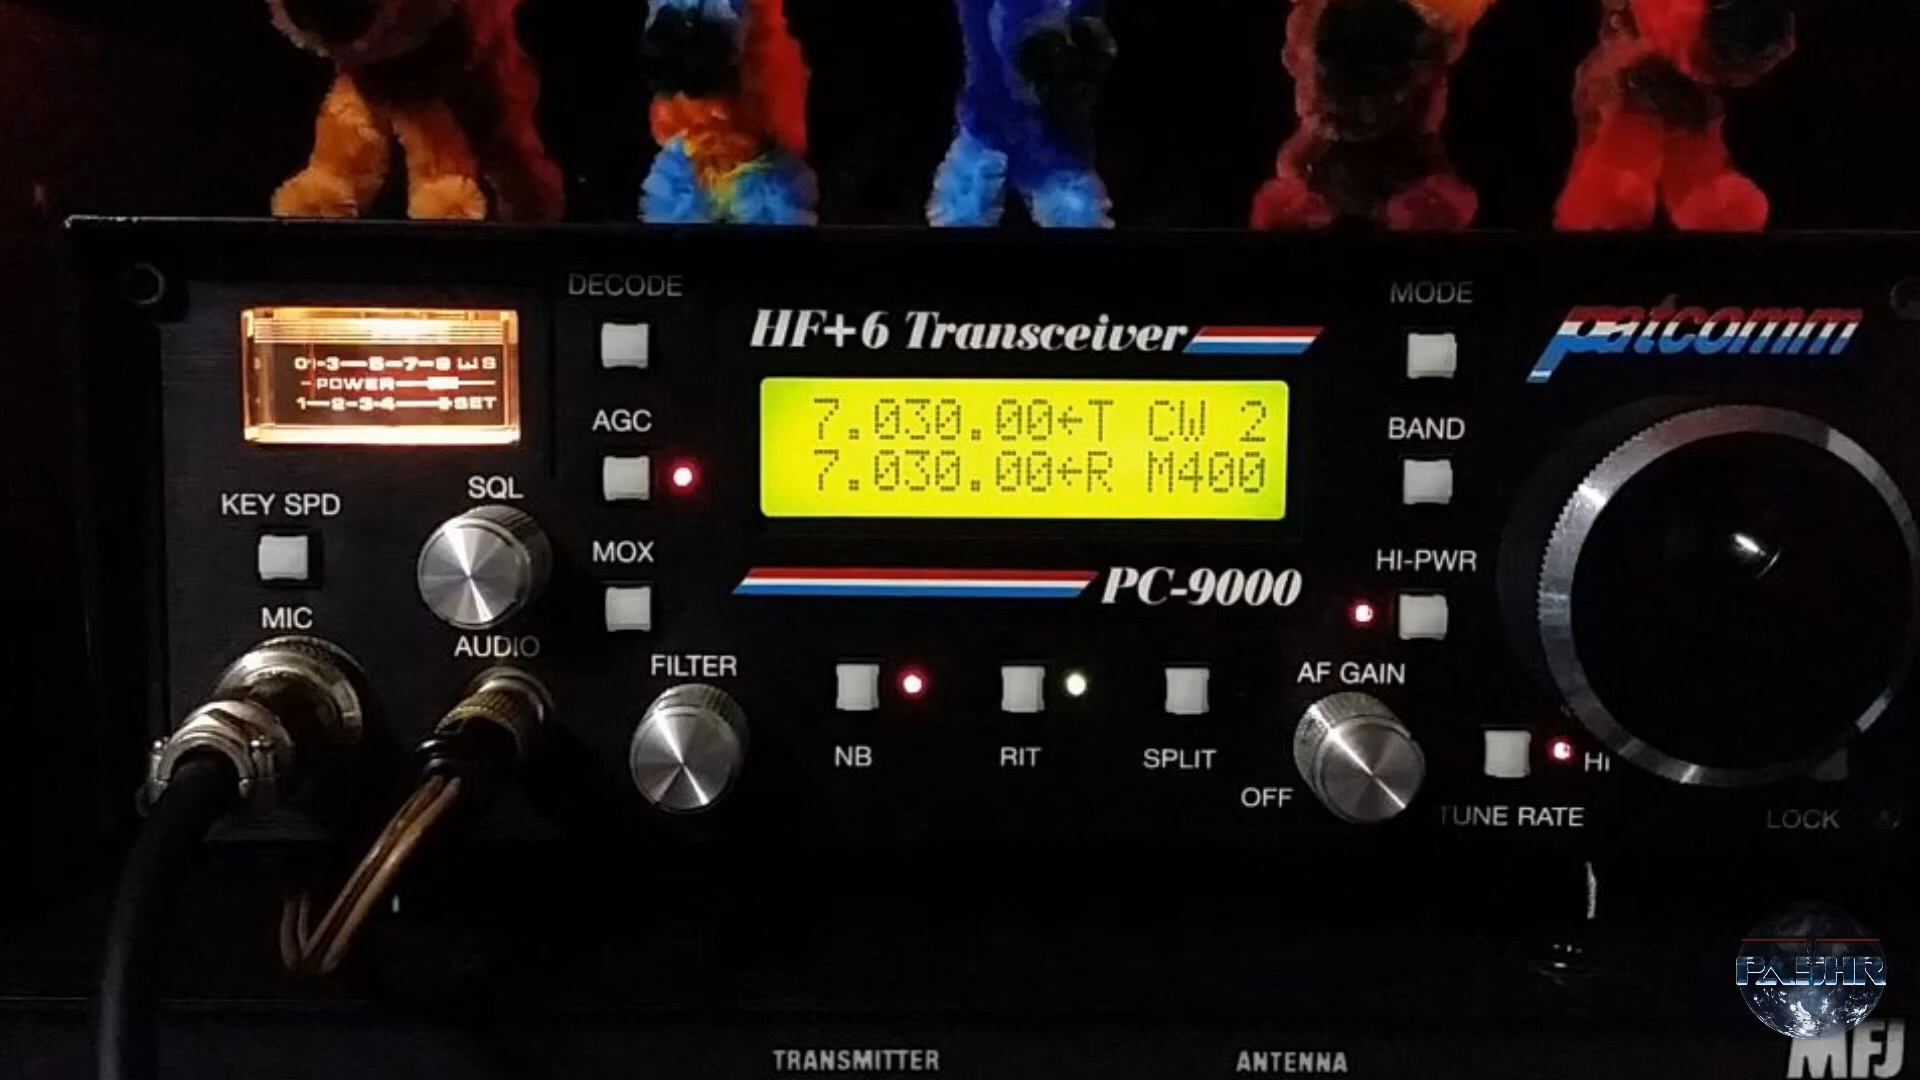 DECODE
MODE
HF+6 Transceiver
patcomm
POWER
SET
AGC
7.030.00←T CW 2
7.030.00←R M400
BAND
KEY SPD
SQL
MOX
PC-9000
HI-PWR
MIC
AUDIO
FILTER
AF GAIN
NB
RIT
SPLIT
OFF
HI
TUNE RATE
LOCK
TRANSMITTER
ANTENNA
MFJ